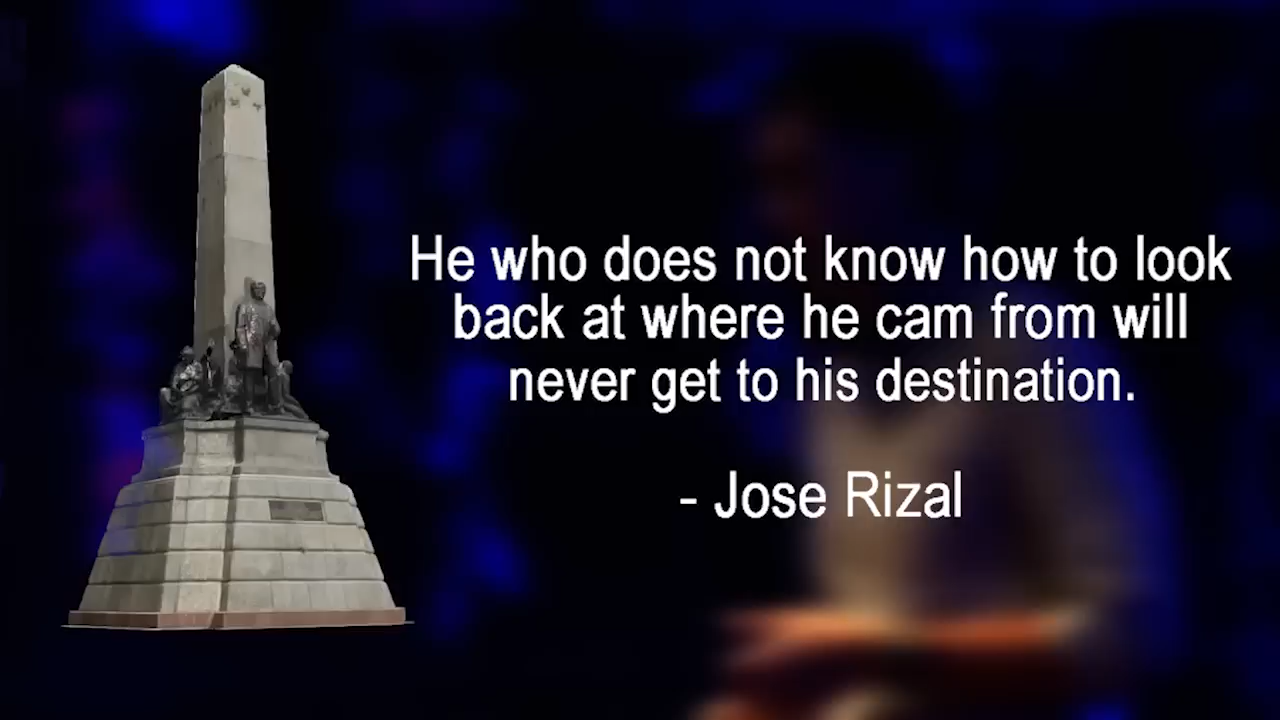 He who does not know how to look
back at where he cam from will
never get to his destination.
- Jose Rizal